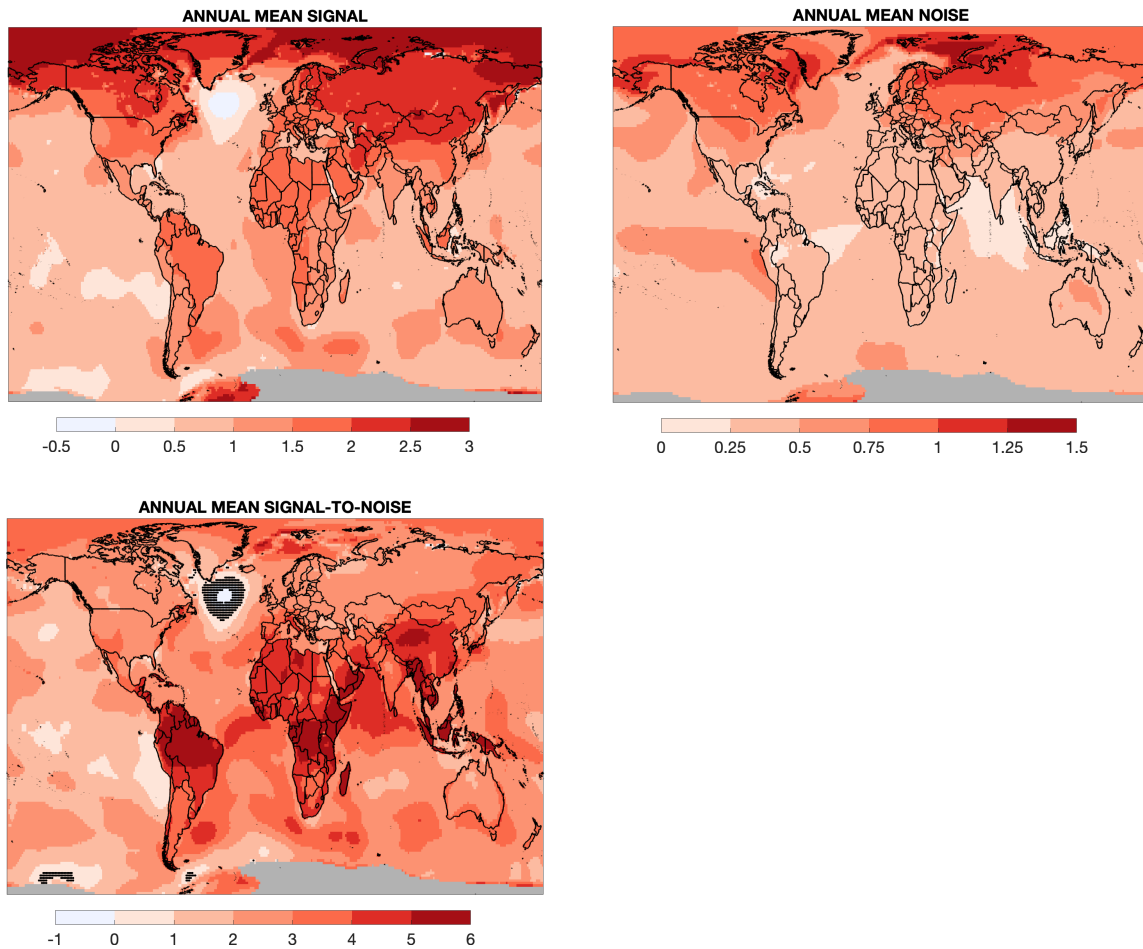 ANNUAL MEAN SIGNAL
-0.5 0 0.5 1 1.5 2 2.5 3
ANNUAL MEAN NOISE
0 0.25 0.5 0.75 1 1.25 1.5
ANNUAL MEAN SIGNAL-TO-NOISE
-1 0 1 2 3 4 5 6